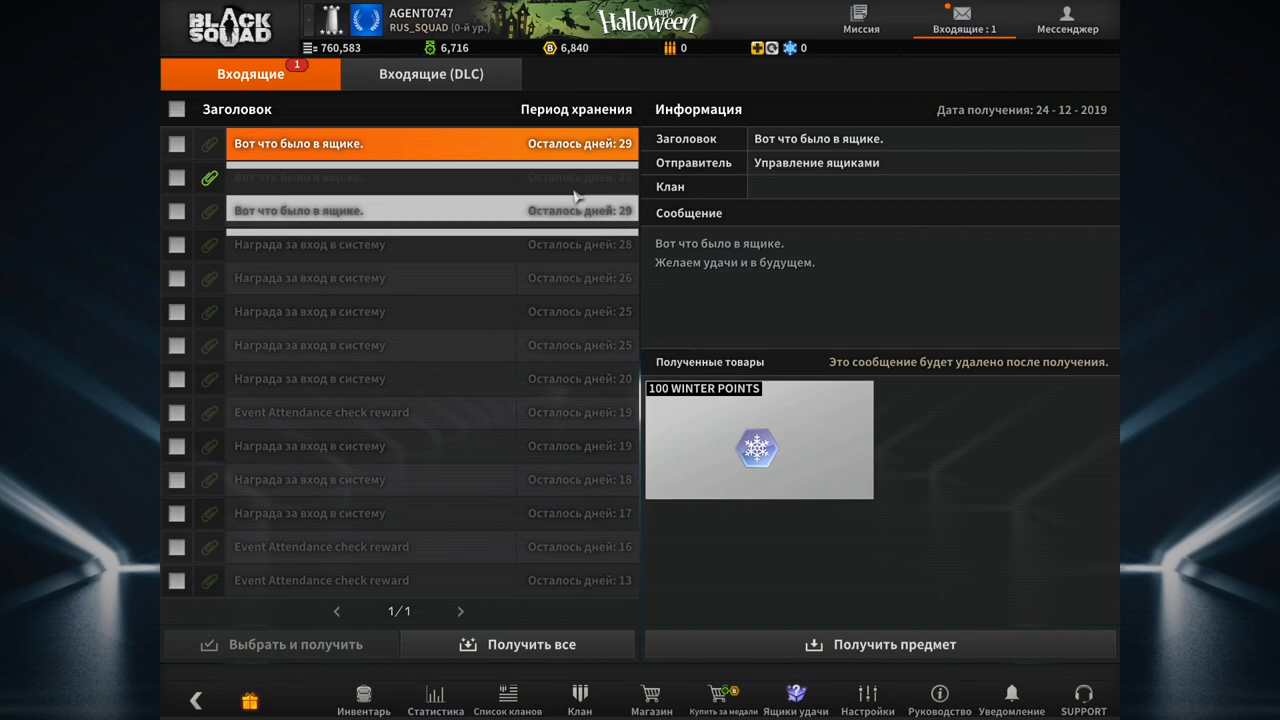 BLACK SQUAD
AGENT0747
RUS_SQUAD (0-й ур.)
Happy Halloween
Миссия
Входящие : 1
Мессенджер
760,583
6,716
B 6,840
0
0
Входящие 1
Входящие (DLC)
Заголовок Период хранения
Вот что было в ящике. Осталось дней: 29
Вот что было в ящике. Осталось дней: 29
Вот что было в ящике. Осталось дней: 29
Награда за вход в систему Осталось дней: 28
Награда за вход в систему Осталось дней: 26
Награда за вход в систему Осталось дней: 25
Награда за вход в систему Осталось дней: 25
Награда за вход в систему Осталось дней: 20
Event Attendance check reward Осталось дней: 19
Награда за вход в систему Осталось дней: 19
Награда за вход в систему Осталось дней: 18
Награда за вход в систему Осталось дней: 17
Event Attendance check reward Осталось дней: 16
Event Attendance check reward Осталось дней: 13
1/1
Выбрать и получить
Получить все
Информация Дата получения: 24 - 12 - 2019
Заголовок Вот что было в ящике.
Отправитель Управление ящиками
Клан
Сообщение
Вот что было в ящике.
Желаем удачи и в будущем.
Полученные товары Это сообщение будет удалено после получения.
100 WINTER POINTS
Получить предмет
Инвентарь
Статистика
Список кланов
Клан
Магазин
Купить за медали
Ящики удачи
Настройки
Руководство
Уведомление
SUPPORT